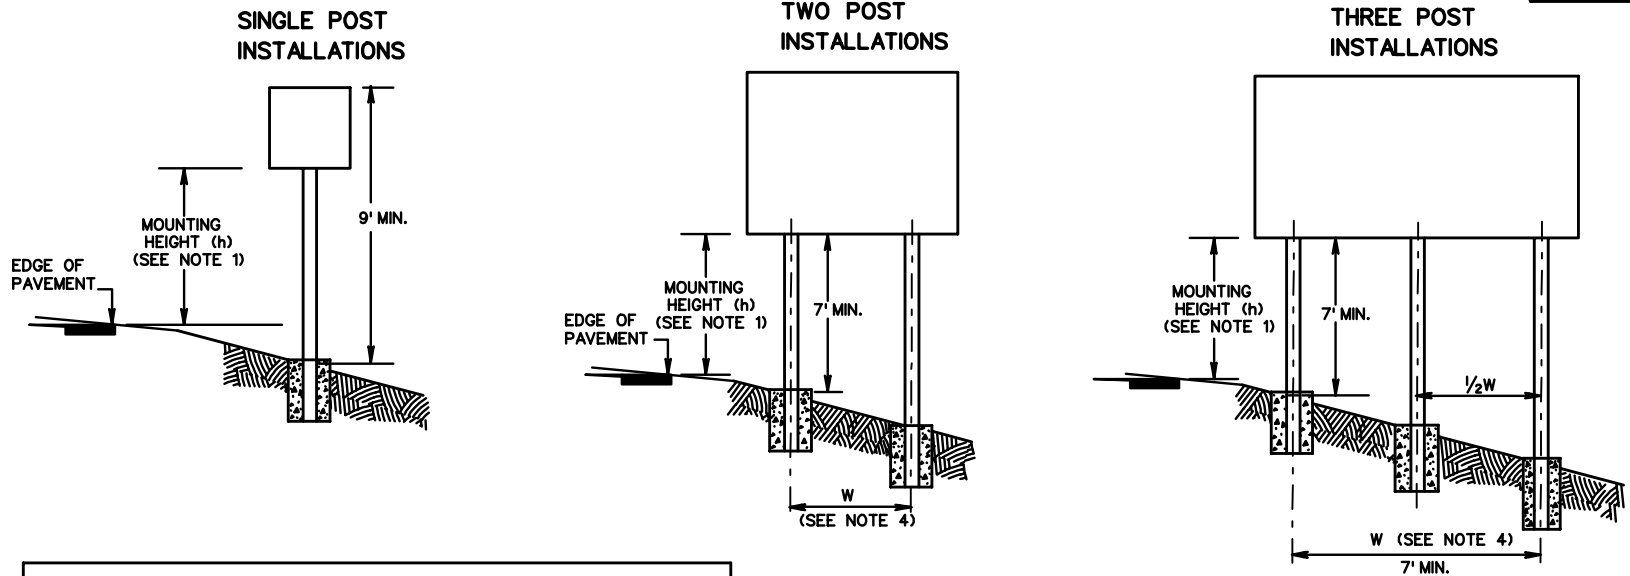 SINGLE POST
INSTALLATIONS
9' MIN.
MOUNTING
HEIGHT (h)
(SEE NOTE 1)
EDGE OF
PAVEMENT
TWO POST
INSTALLATIONS
MOUNTING
HEIGHT (h)
(SEE NOTE 1)
7' MIN.
EDGE OF
PAVEMENT
W
(SEE NOTE 4)
THREE POST
INSTALLATIONS
MOUNTING
HEIGHT (h)
(SEE NOTE 1)
7' MIN.
1/2W
W (SEE NOTE 4)
7' MIN.